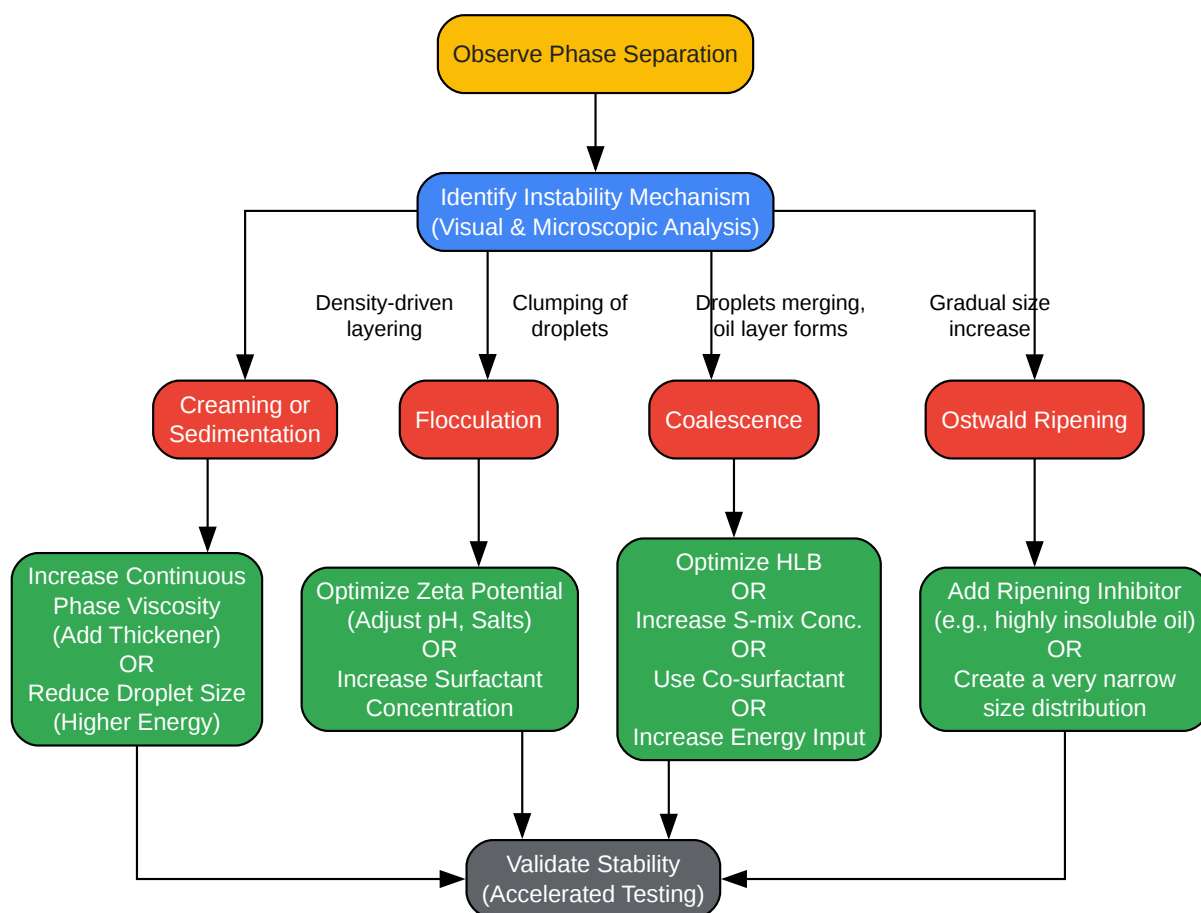 Observe Phase Separation
Identify Instability Mechanism
(Visual & Microscopic Analysis)
Density-driven
layering
Clumping of
droplets
Droplets merging,
oil layer forms
Gradual size
increase
Creaming or
Sedimentation
Flocculation
Coalescence
Ostwald Ripening
Increase Continuous
Phase Viscosity
(Add Thickener)
OR
Reduce Droplet Size
(Higher Energy)
Optimize Zeta Potential
(Adjust pH, Salts)
OR
Increase Surfactant
Concentration
Optimize HLB
OR
Increase S-mix Conc.
OR
Use Co-surfactant
OR
Increase Energy Input
Add Ripening Inhibitor
(e.g., highly insoluble oil)
OR
Create a very narrow
size distribution
Validate Stability
(Accelerated Testing)